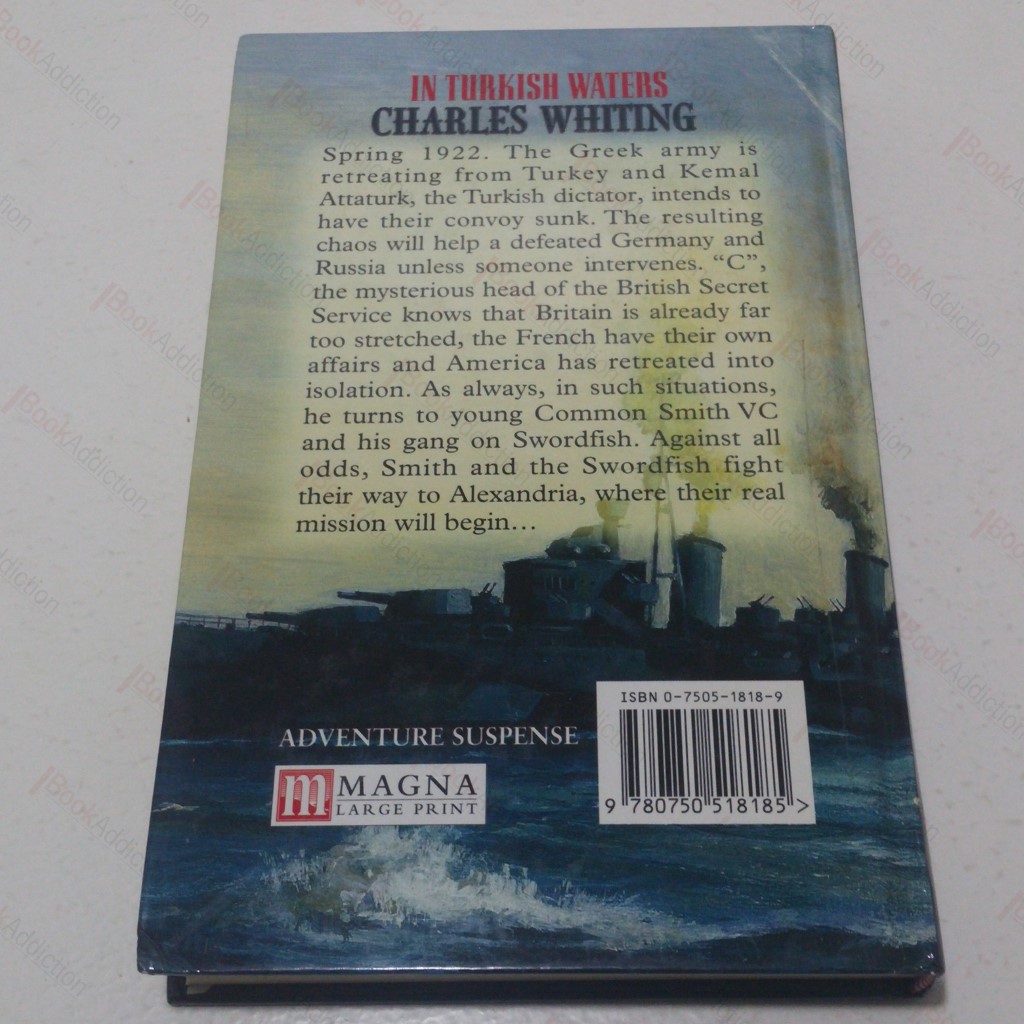 IN TURKISH WATERS
CHARLES WHITING
Spring 1922. The Greek army is
retreating from Turkey and Kemal
Attaturk, the Turkish dictator, intends to
have their convoy sunk. The resulting
chaos will help a defeated Germany and
Russia unless someone intervenes. “C”,
the mysterious head of the British Secret
Service knows that Britain is already far
too stretched, the French have their own
affairs and America has retreated into
isolation. As always, in such situations,
he turns to young Common Smith VC
and his gang on Swordfish. Against all
odds, Smith and the Swordfish fight
their way to Alexandria, where their real
mission will begin...
ISBN 0-7505-1818-9
ADVENTURE SUSPENSE
m MAGNA
LARGE PRINT
9 780750 518185 >
BookAddiction